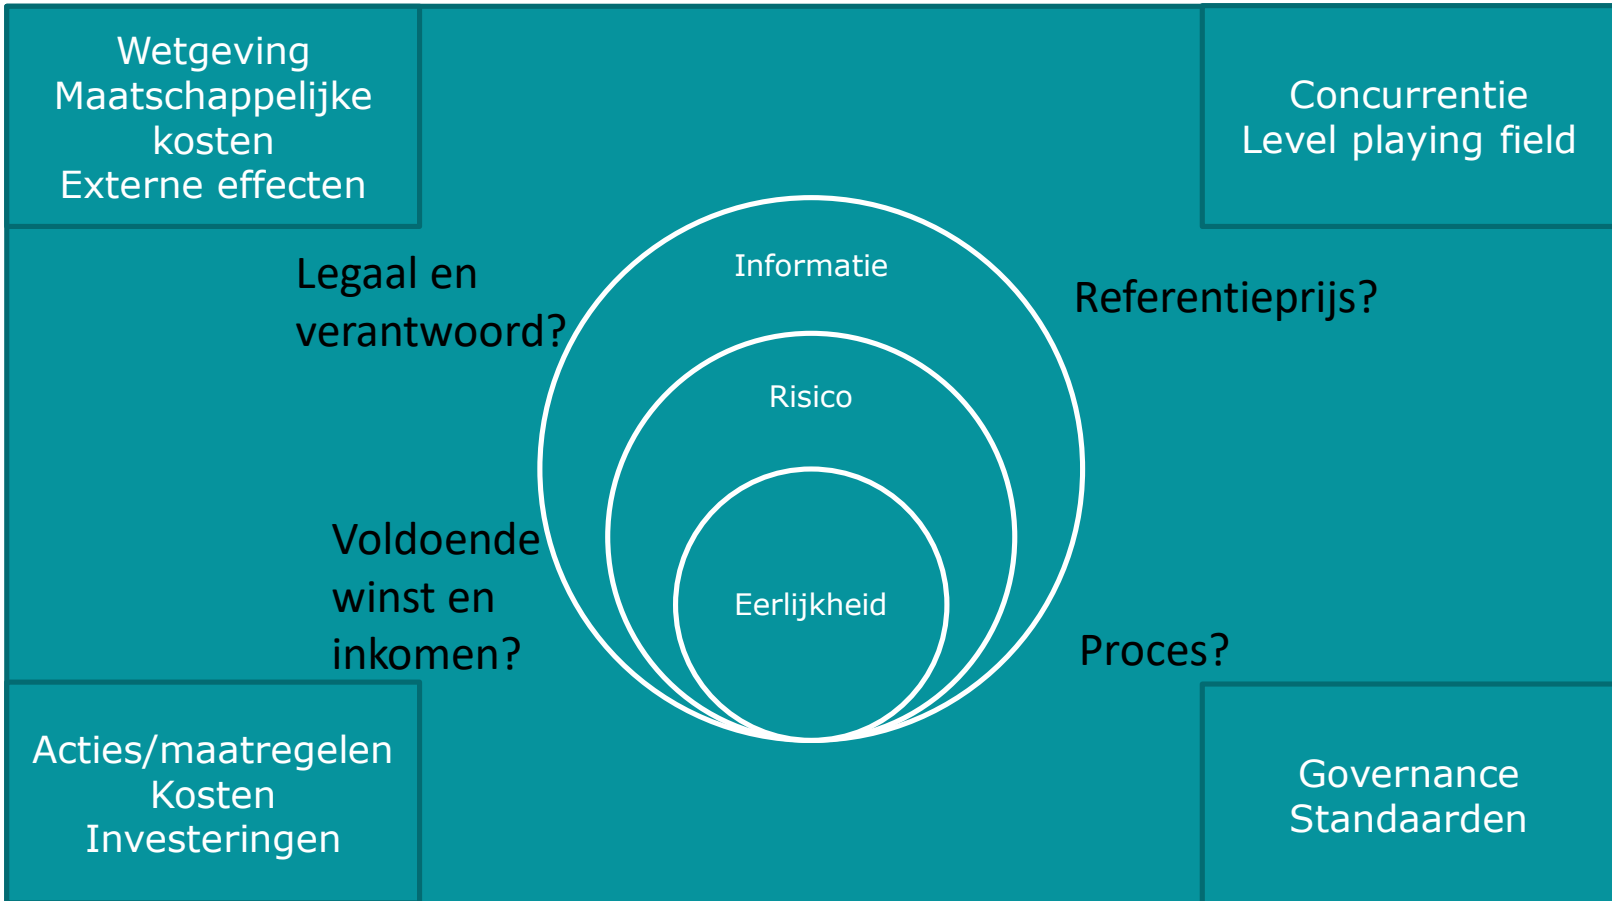 Wetgeving
Maatschappelijke
kosten
Externe effecten
Concurrentie
Level playing field
Legaal en
verantwoord?
Informatie
Referentieprijs?
Risico
Voldoende
winst en
inkomen?
Eerlijkheid
Proces?
Acties/maatregelen
Kosten
Investeringen
Governance
Standaarden